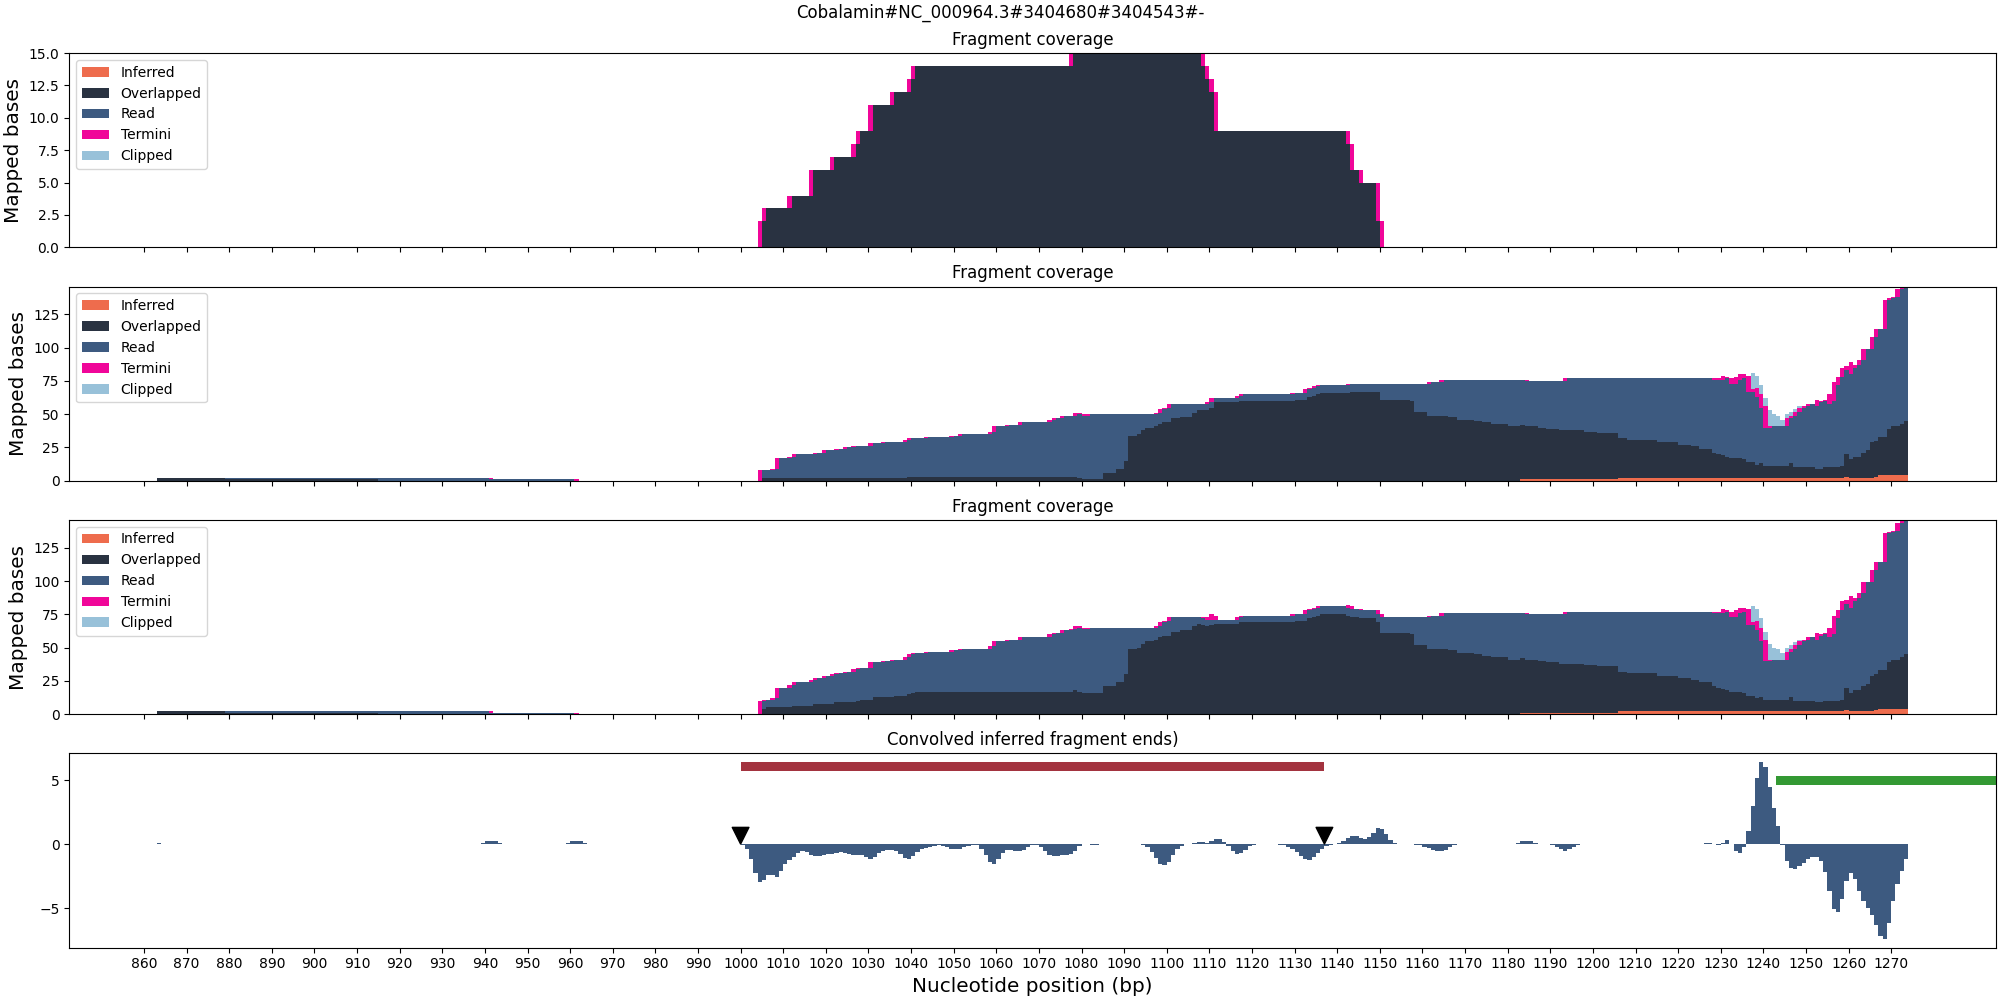 Cobalamin#NC_000964.3#3404680#3404543#-
Fragment coverage
Mapped bases
15.0
12.5
10.0
7.5
5.0
2.5
0.0
Inferred
Overlapped
Read
Termini
Clipped
Fragment coverage
Mapped bases
125
100
75
50
25
0
Inferred
Overlapped
Read
Termini
Clipped
Fragment coverage
Mapped bases
125
100
75
50
25
0
Inferred
Overlapped
Read
Termini
Clipped
Convolved inferred fragment ends)
5
0
−5
860 870 880 890 900 910 920 930 940 950 960 970 980 990 1000 1010 1020 1030 1040 1050 1060 1070 1080 1090 1100 1110 1120 1130 1140 1150 1160 1170 1180 1190 1200 1210 1220 1230 1240 1250 1260 1270
Nucleotide position (bp)